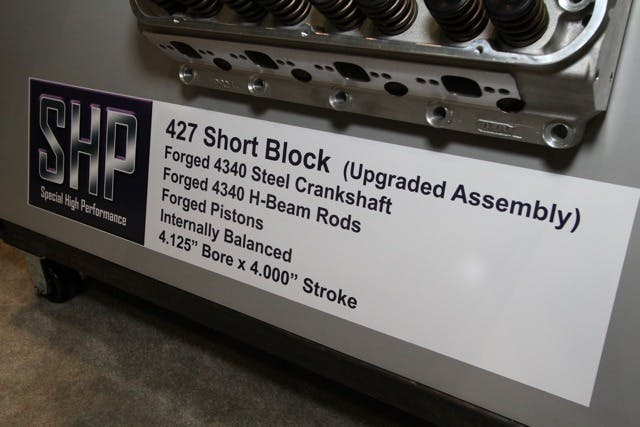 SHP
Special High Performance
427 Short Block (Upgraded Assembly)
Forged 4340 Steel Crankshaft
Forged 4340 H-Beam Rods
Forged Pistons
Internally Balanced
4.125” Bore x 4.000” Stroke